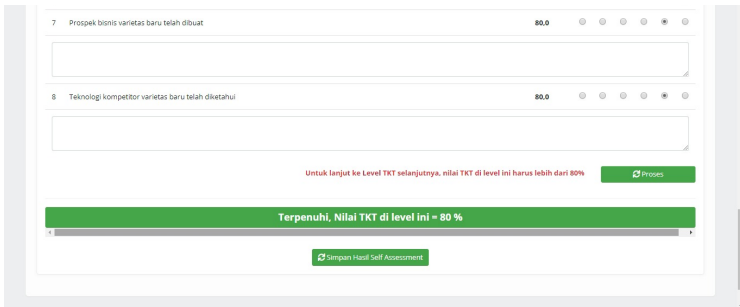 7 Prospek bisnis varietas baru telah dibuat 80,0
8 Teknologi kompetitor varietas baru telah diketahui 80,0
Untuk lanjut ke Level TKT selanjutnya, nilai TKT di level ini harus lebih dari 80% Proses
Terpenuhi, Nilai TKT di level ini = 80 %
Simpan Hasil Self Assessment